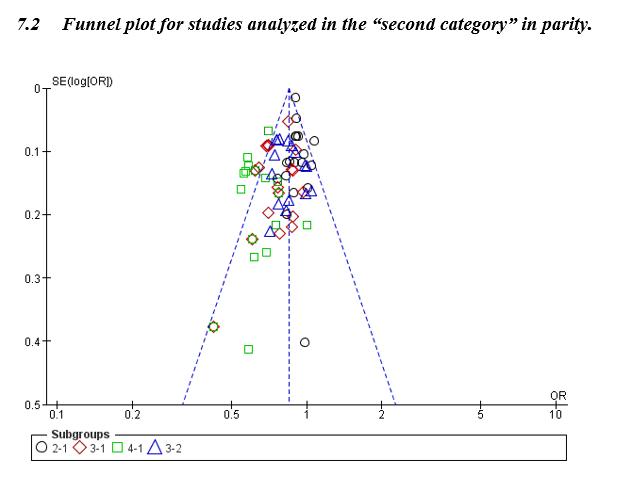 7.2 Funnel plot for studies analyzed in the “second category” in parity.
SE(log[OR])
0
0.1
0.2
0.3
0.4
0.5
OR
0.1 0.2 0.5 1 2 5 10
Subgroups
2-1 3-1 4-1 3-2